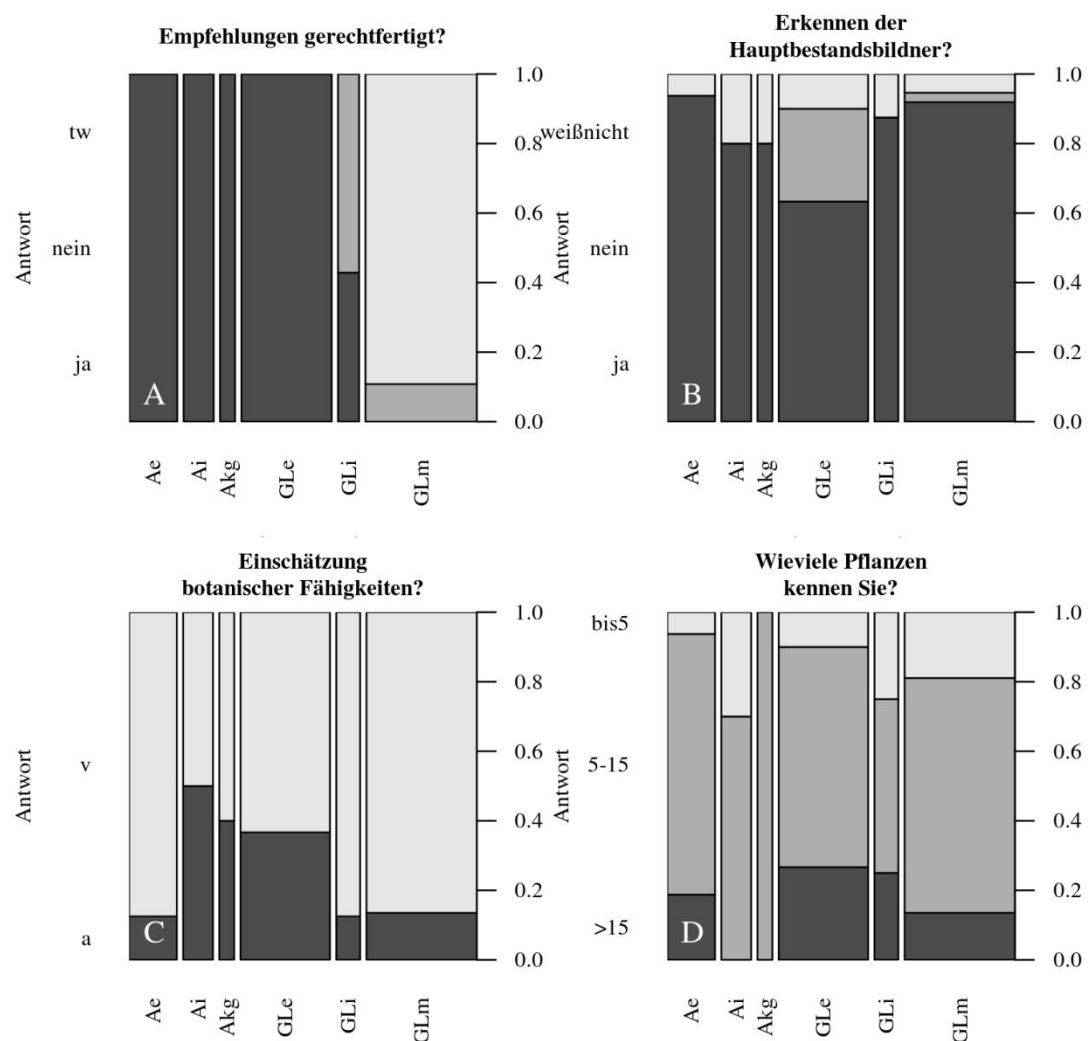 Empfehlungen gerechtfertigt?
tw
nein
ja
Antwort
A
1.0
0.8
0.6
0.4
0.2
0.0
Ae
Ai
Akg
GLe
GLi
GLm
Erkennen der
Hauptbestandsbildner?
weißnicht
nein
ja
Antwort
B
1.0
0.8
0.6
0.4
0.2
0.0
Ae
Ai
Akg
GLe
GLi
GLm
Einschätzung
botanischer Fähigkeiten?
v
a
Antwort
C
1.0
0.8
0.6
0.4
0.2
0.0
Ae
Ai
Akg
GLe
GLi
GLm
Wieviele Pflanzen
kennen Sie?
bis5
5-15
>15
Antwort
D
1.0
0.8
0.6
0.4
0.2
0.0
Ae
Ai
Akg
GLe
GLi
GLm